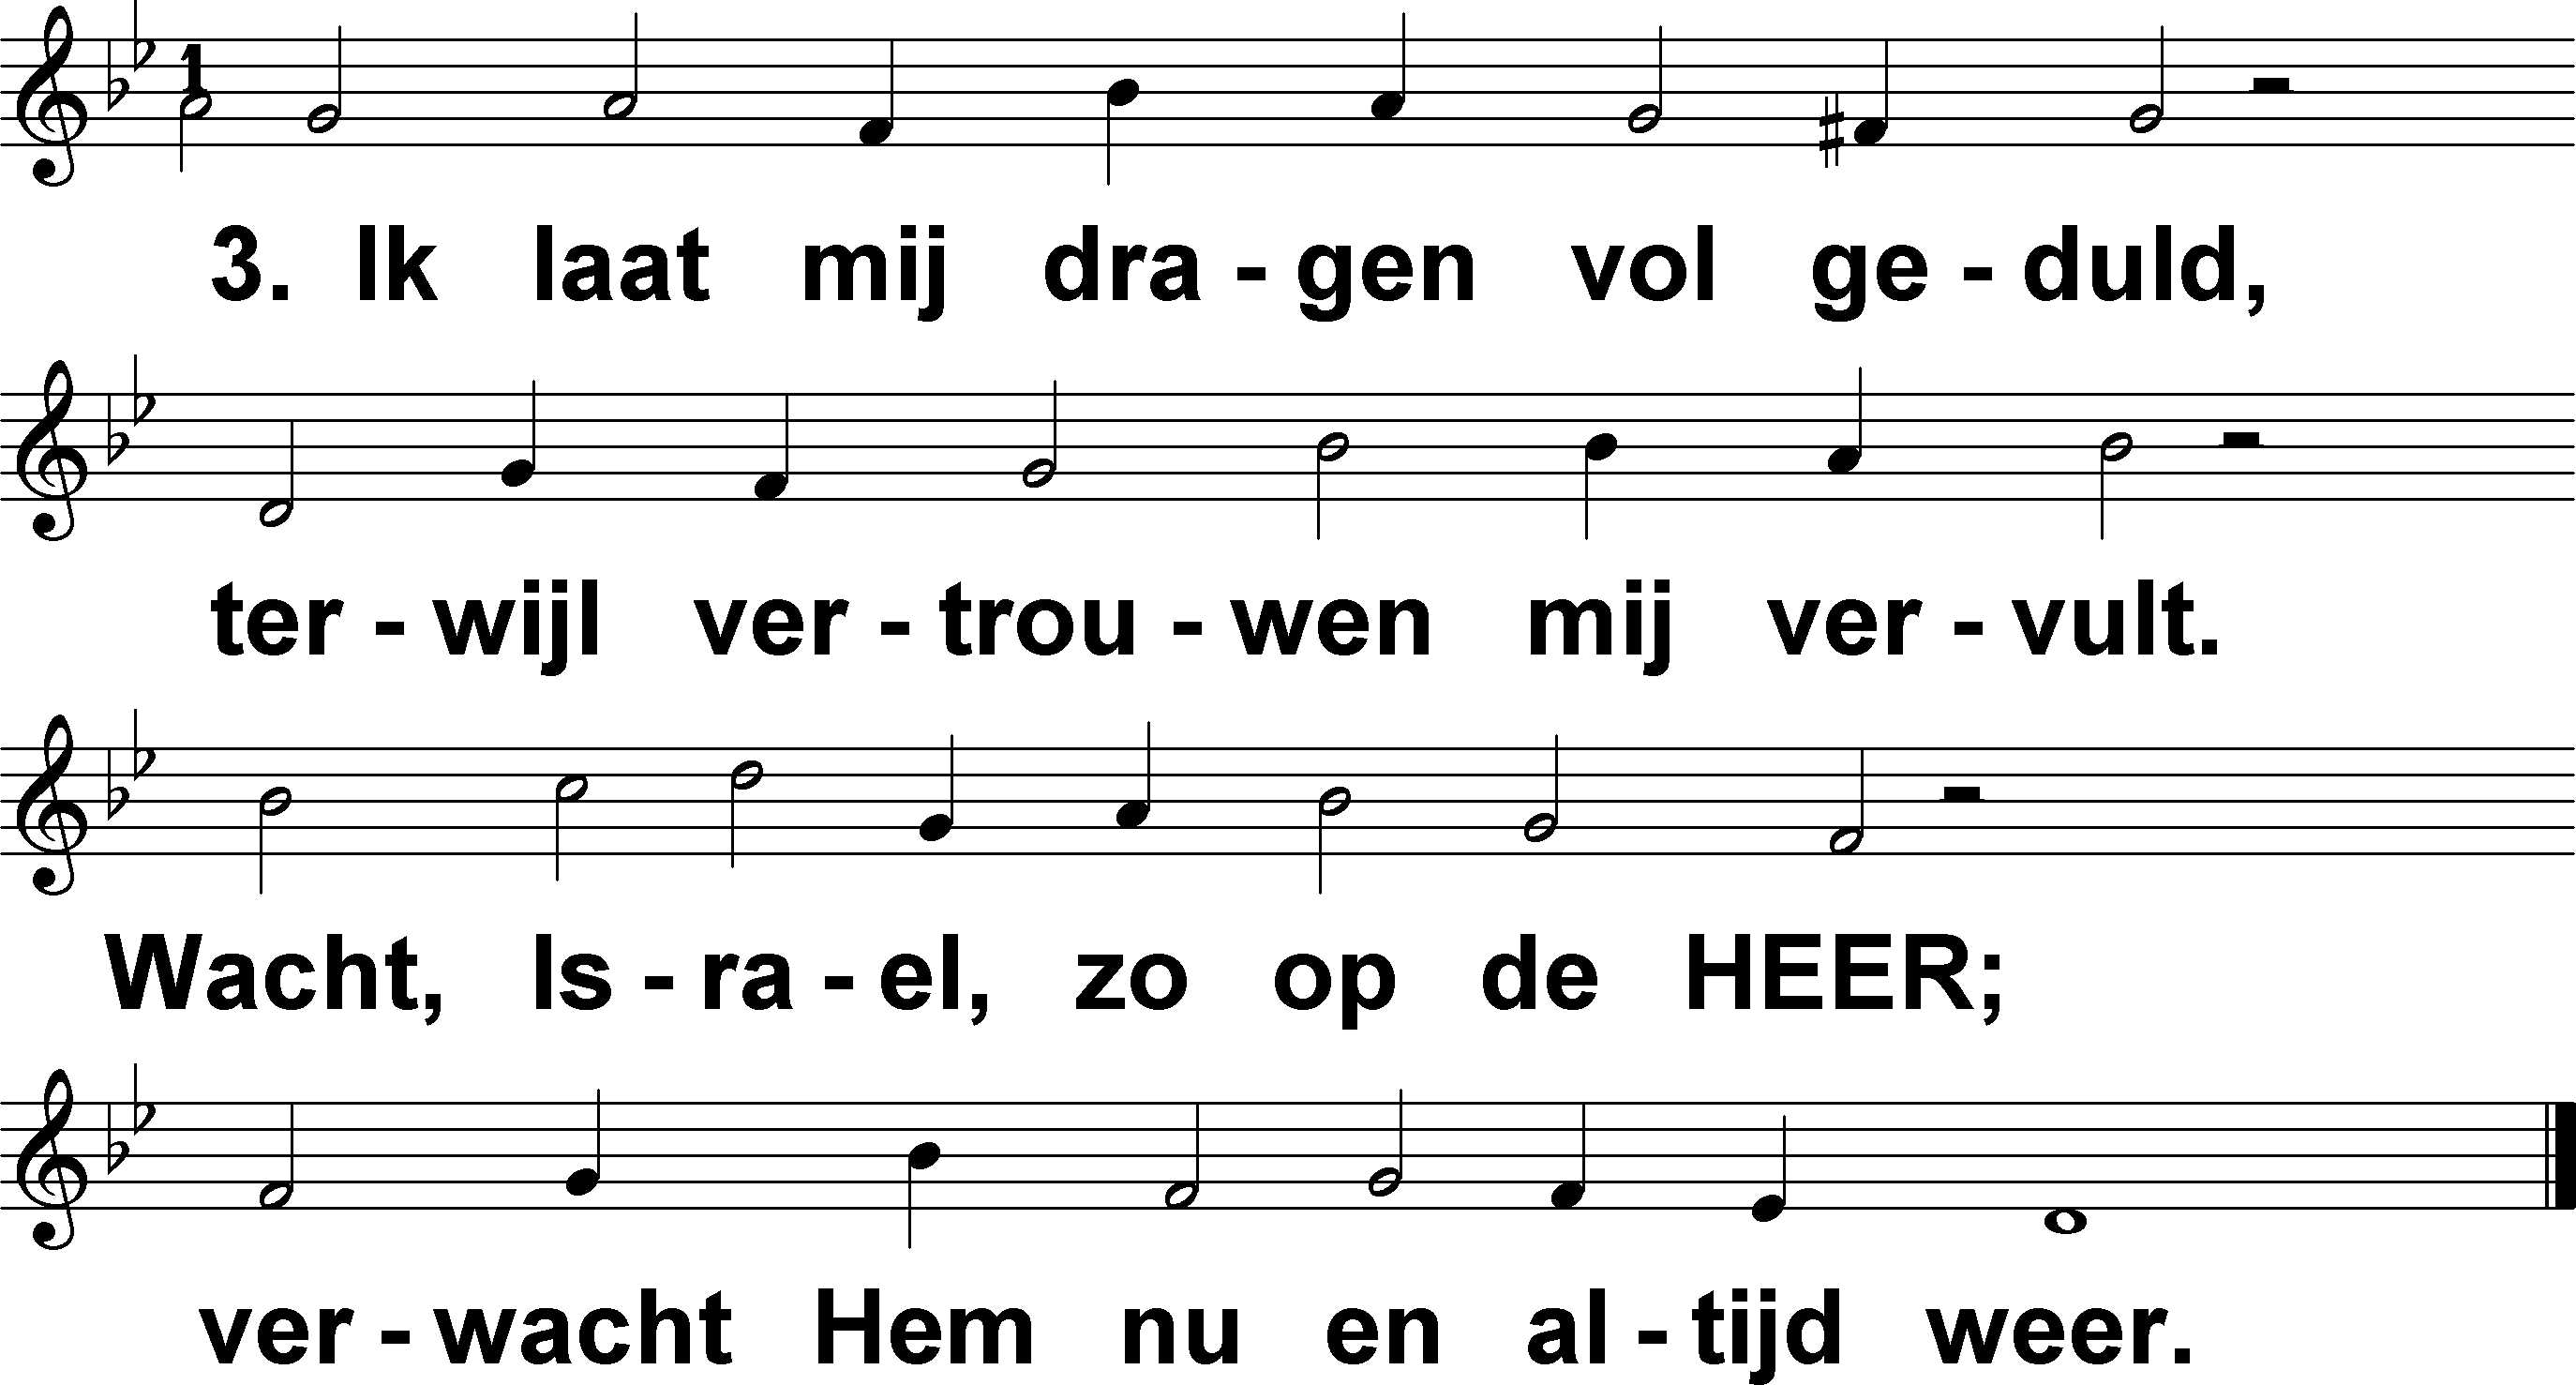 1
3. Ik laat mij dra - gen vol ge - duld,
ter - wijl ver - trou - wen mij ver - vult.
Wacht, Is - ra - el, zo op de HEER;
ver - wacht Hem nu en al - tijd weer.